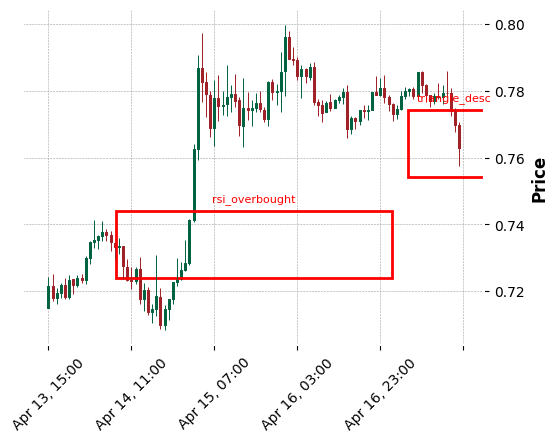 0.80
0.78
triangle_desc
0.76
Price
rsi_overbought
0.74
0.72
Apr 13, 15:00
Apr 14, 11:00
Apr 15, 07:00
Apr 16, 03:00
Apr 16, 23:00